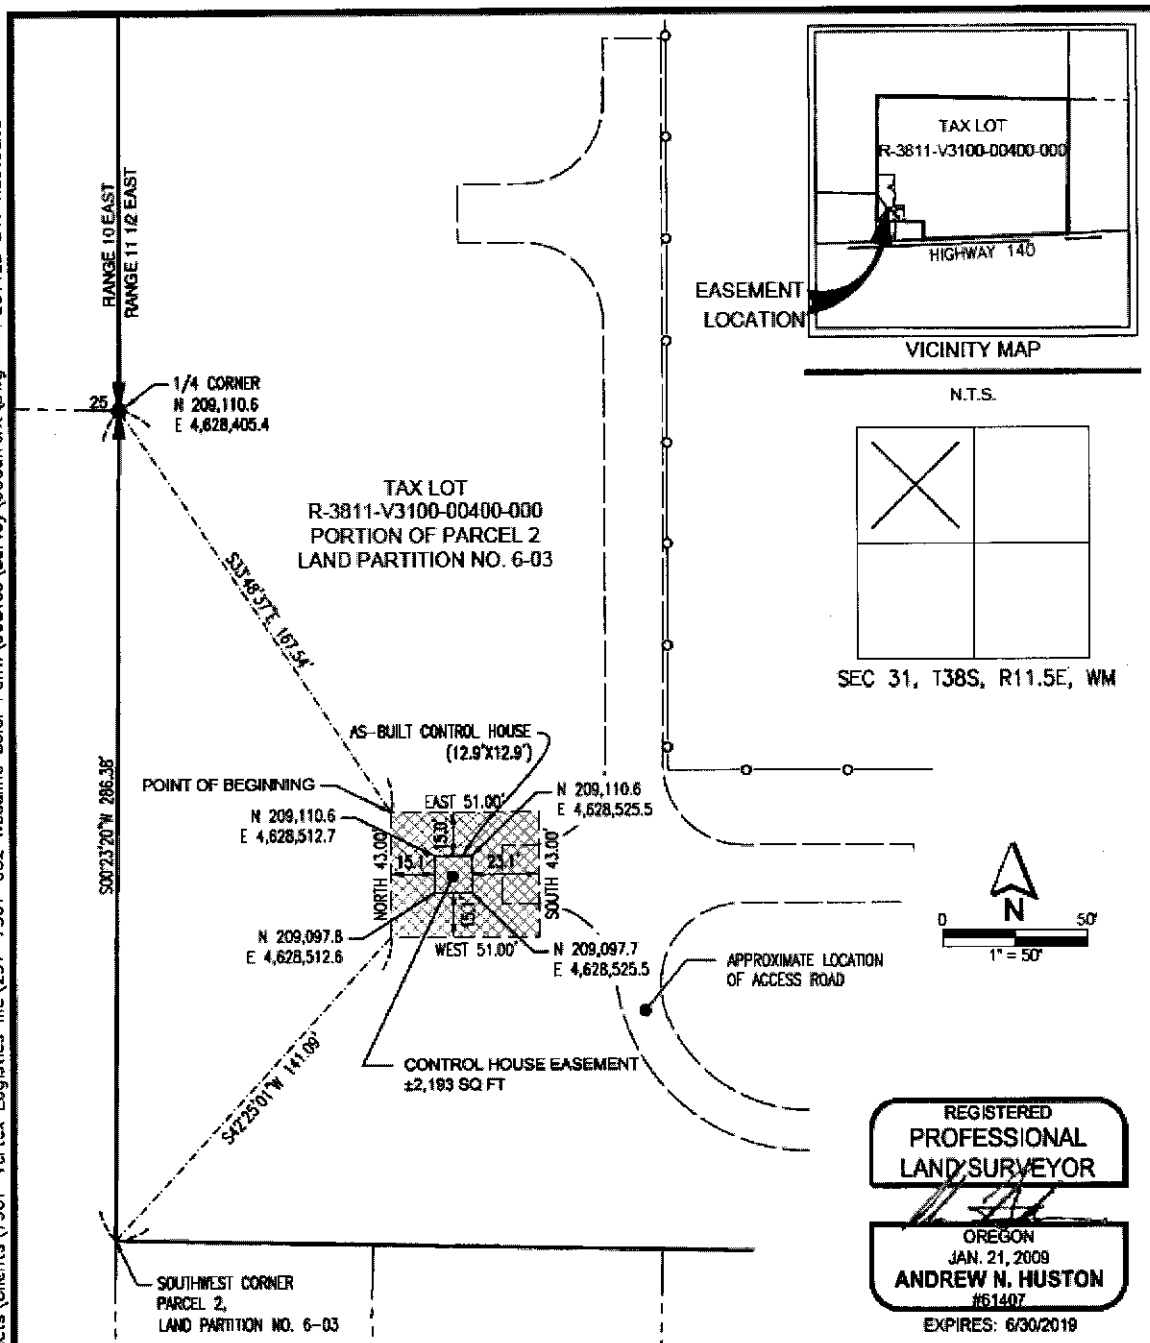 TAX LOT
R-3811-V3100-00400-000
HIGHWAY 140
EASEMENT
LOCATION
VICINITY MAP
N.T.S.
SEC 31, T38S, R11.5E, WM
RANGE 10 EAST
RANGE 11 1/2 EAST
25
1/4 CORNER
N 209,110.6
E 4,628,405.4
TAX LOT
R-3811-V3100-00400-000
PORTION OF PARCEL 2
LAND PARTITION NO. 6-03
S33°48'37"E 167.54'
S00°23'20"W 286.38'
AS-BUILT CONTROL HOUSE
(12.9'X12.9')
POINT OF BEGINNING
EAST 51.00'
N 209,110.6
E 4,628,512.7
N 209,110.6
E 4,628,525.5
NORTH 43.00'
15.0'
15.1'
23.1'
15.1'
SOUTH 43.00'
WEST 51.00'
N 209,097.8
E 4,628,512.6
N 209,097.7
E 4,628,525.5
APPROXIMATE LOCATION
OF ACCESS ROAD
N
0 50'
1" = 50'
CONTROL HOUSE EASEMENT
±2,193 SQ FT
S42°25'01"W 141.09'
SOUTHWEST CORNER
PARCEL 2,
LAND PARTITION NO. 6-03
REGISTERED
PROFESSIONAL
LAND SURVEYOR
OREGON
JAN. 21, 2009
ANDREW N. HUSTON
#61407
EXPIRES: 6/30/2019